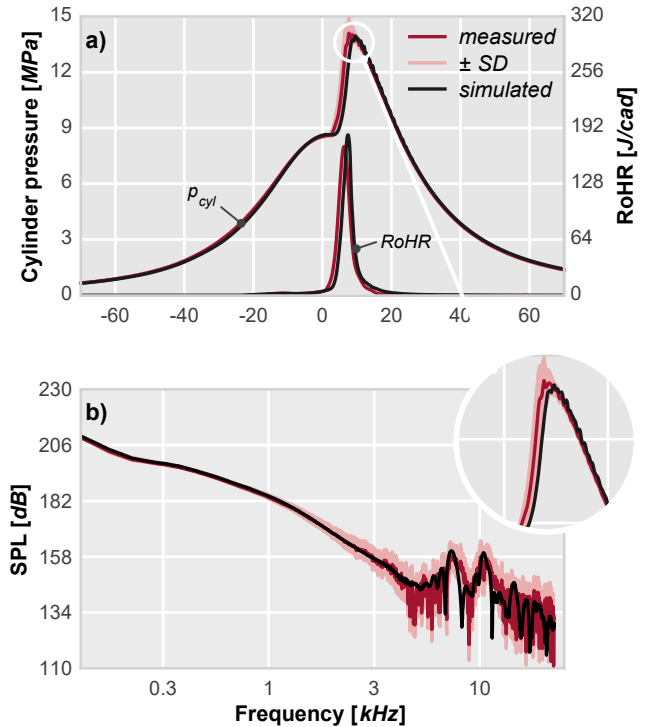 15
12
9
6
3
0
Cylinder pressure [MPa]
a)
measured
± SD
simulated
p_cyl
RoHR
320
256
192
128
64
0
RoHR [J/cad]
-60 -40 -20 0 20 40 60
b)
230
206
182
158
134
110
SPL [dB]
0.3 1 3 10
Frequency [kHz]